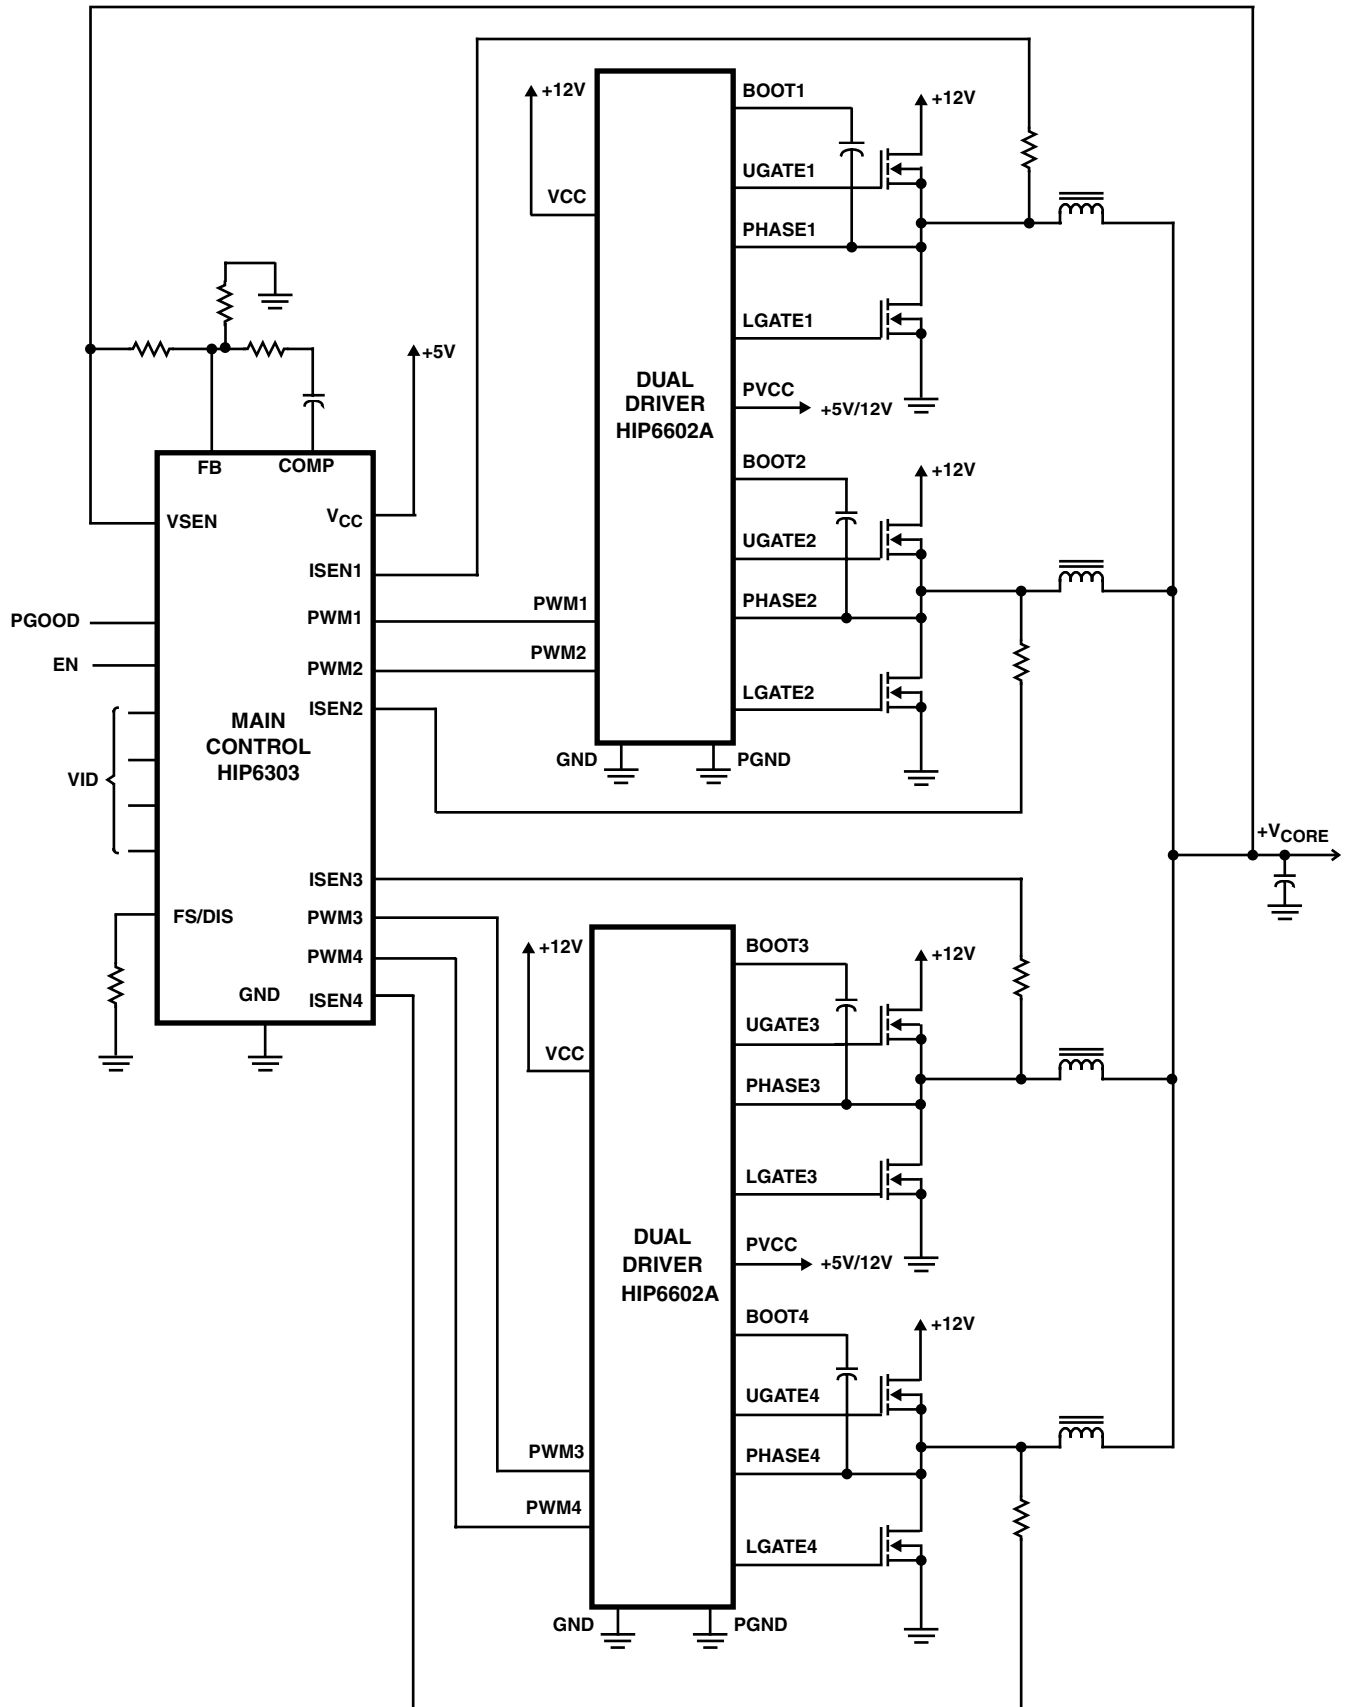 +12V
BOOT1
+12V
UGATE1
VCC
PHASE1
LGATE1
+5V
DUAL
DRIVER
HIP6602A
PVCC
+5V/12V
FB
COMP
BOOT2
+12V
VSEN
VCC
UGATE2
ISEN1
PHASE2
PWM1
PWM1
PGOOD
EN
PWM2
PWM2
LGATE2
ISEN2
MAIN
CONTROL
HIP6303
VID
GND
PGND
+VCORE
ISEN3
FS/DIS
PWM3
+12V
BOOT3
+12V
PWM4
GND
ISEN4
UGATE3
VCC
PHASE3
LGATE3
DUAL
DRIVER
HIP6602A
PVCC
+5V/12V
BOOT4
+12V
UGATE4
PWM3
PHASE4
PWM4
LGATE4
GND
PGND